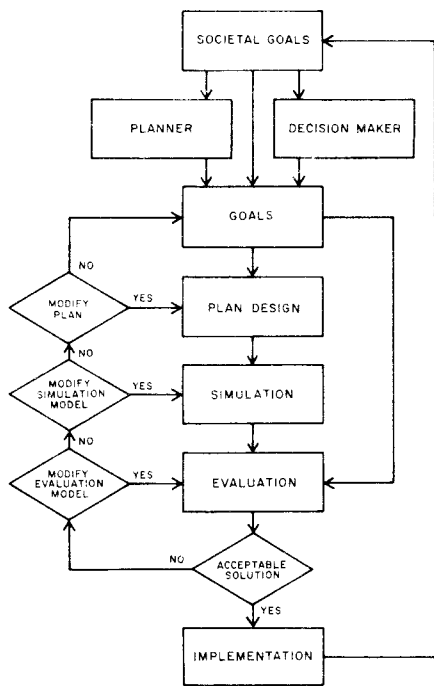 SOCIETAL GOALS
PLANNER
DECISION MAKER
GOALS
NO
MODIFY
PLAN
YES
PLAN DESIGN
NO
MODIFY
SIMULATION
MODEL
YES
SIMULATION
NO
MODIFY
EVALUATION
MODEL
YES
EVALUATION
NO
ACCEPTABLE
SOLUTION
YES
IMPLEMENTATION